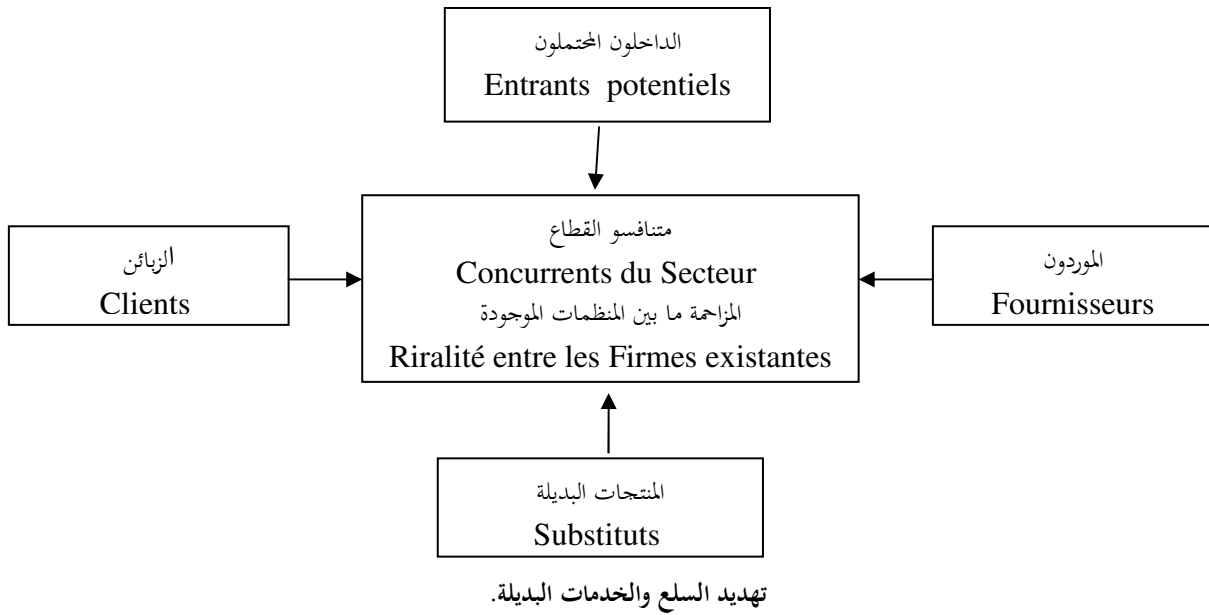 الداخلون المحتملون
Entrants potentiels
متنافسو القطاع
Concurrents du Secteur
المزاحمة ما بين المنظمات الموجودة
Riralité entre les Firmes existantes
الزبائن
Clients
الموردون
Fournisseurs
المنتجات البديلة
Substituts
تهديد السلع والخدمات البديلة.